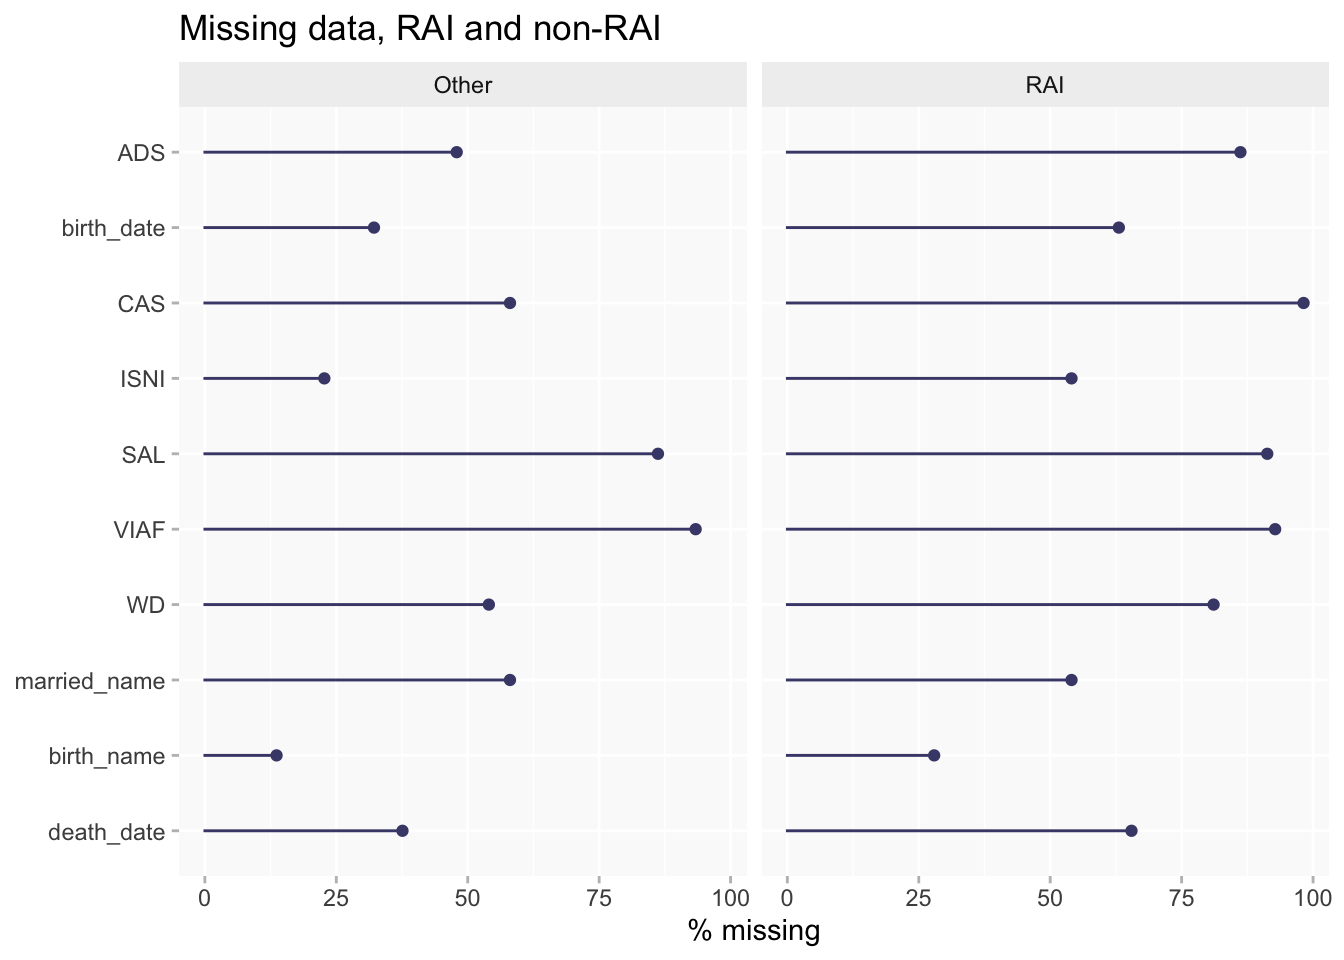 Missing data, RAI and non-RAI
Other
RAI
ADS
birth_date
CAS
ISNI
SAL
VIAF
WD
married_name
birth_name
death_date
0 25 50 75 100 0 25 50 75 100
% missing